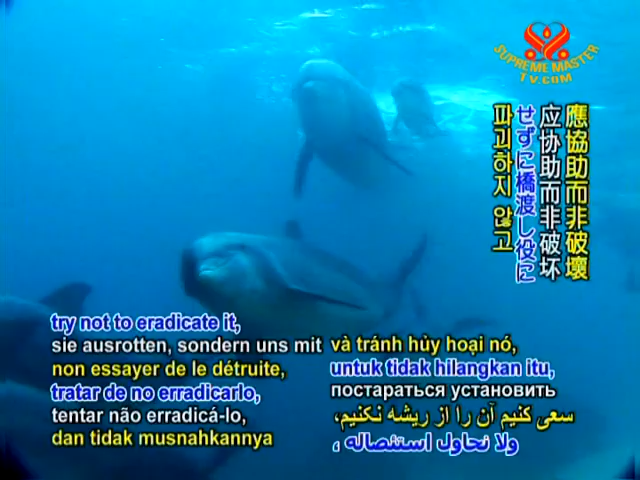 SUPREME MASTER
TV.COM
應協助而非破壞
应协助而非破坏
せずに橋渡し役に
파괴하지 않고
try not to eradicate it,
sie ausrotten, sondern uns mit
non essayer de le détruite,
tratar de no erradicarlo,
tentar não erradicá-lo,
dan tidak musnahkannya
và tránh hủy hoại nó,
untuk tidak hilangkan itu,
постараться установить
سعی کنیم آن را از ریشه نکنیم،
ولا نحاول استئصاله ،